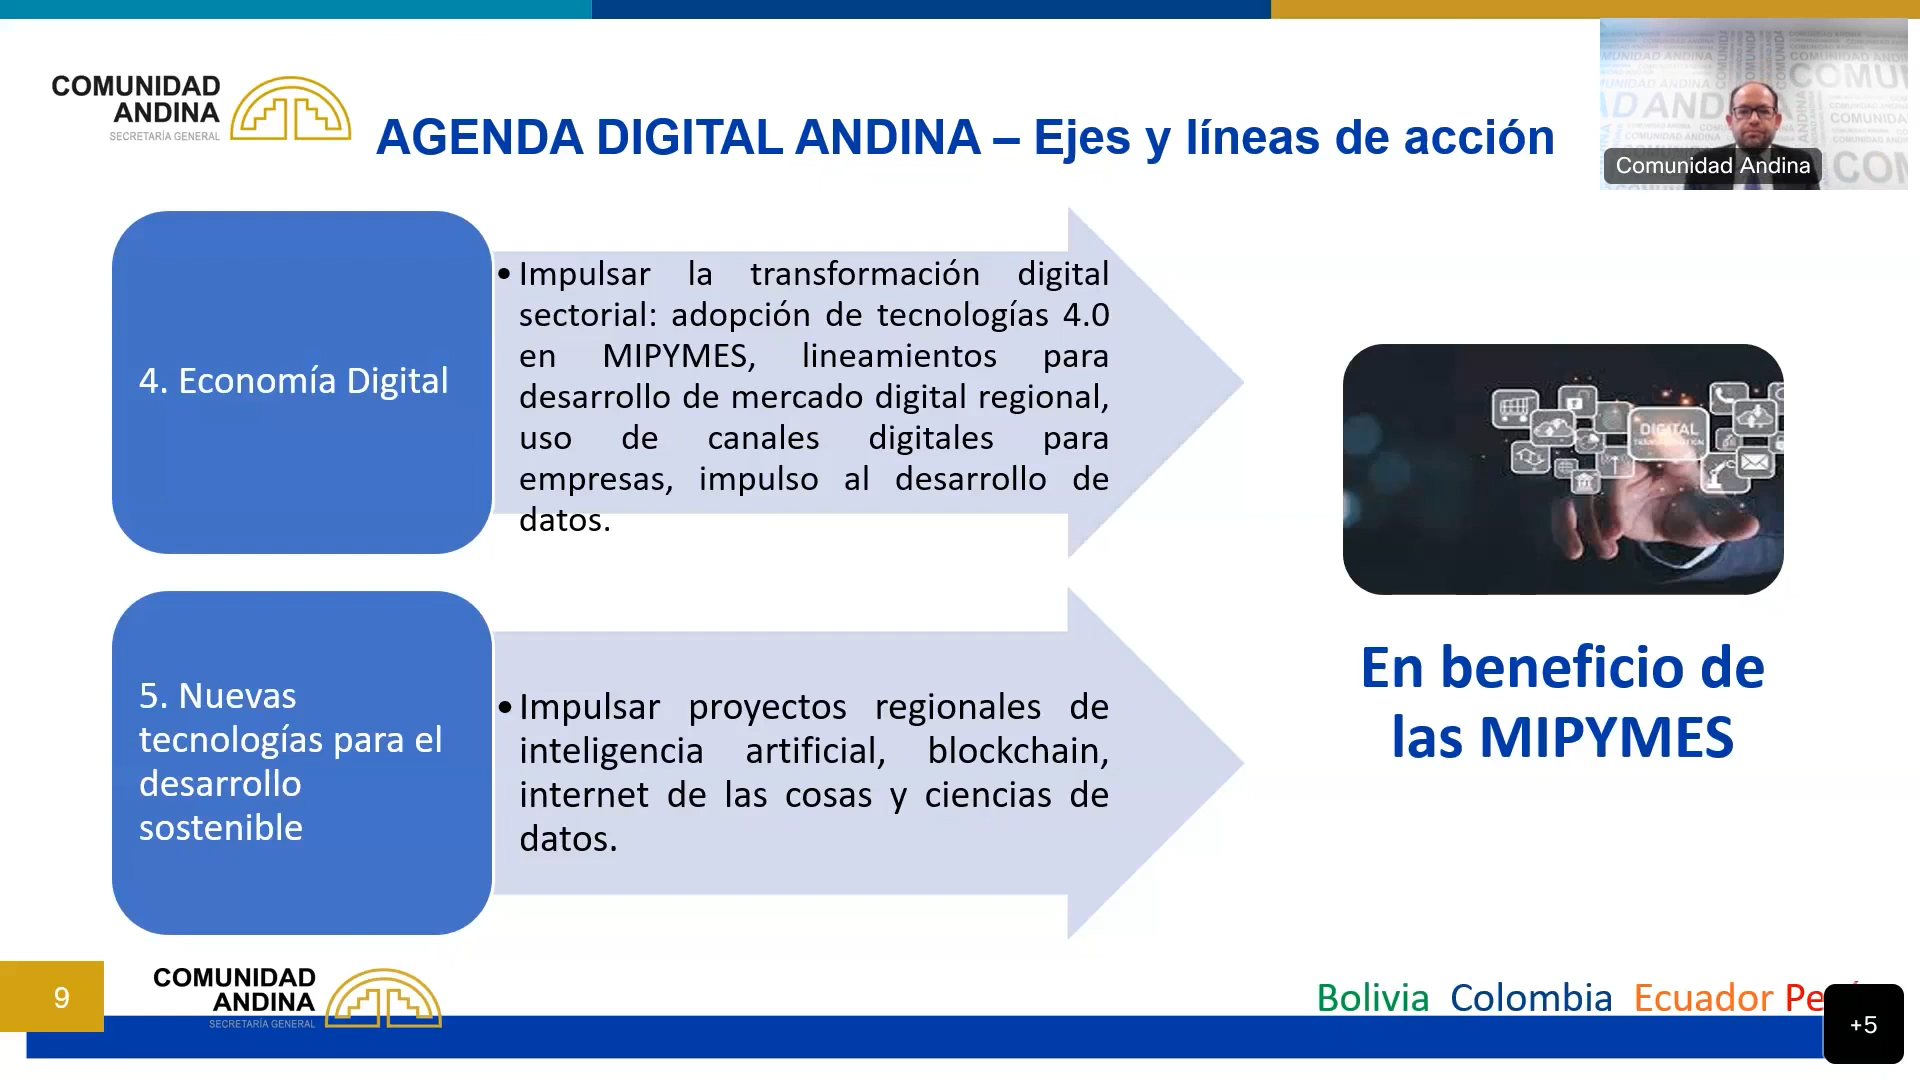 COMUNIDAD
ANDINA
SECRETARÍA GENERAL
AGENDA DIGITAL ANDINA – Ejes y líneas de acción
Comunidad Andina
4. Economía Digital
• Impulsar la transformación digital
sectorial: adopción de tecnologías 4.0
en MIPYMES, lineamientos para
desarrollo de mercado digital regional,
uso de canales digitales para
empresas, impulso al desarrollo de
datos.
DIGITAL
5. Nuevas
tecnologías para el
desarrollo
sostenible
• Impulsar proyectos regionales de
inteligencia artificial, blockchain,
internet de las cosas y ciencias de
datos.
En beneficio de
las MIPYMES
9
COMUNIDAD
ANDINA
SECRETARÍA GENERAL
Bolivia Colombia Ecuador
+5